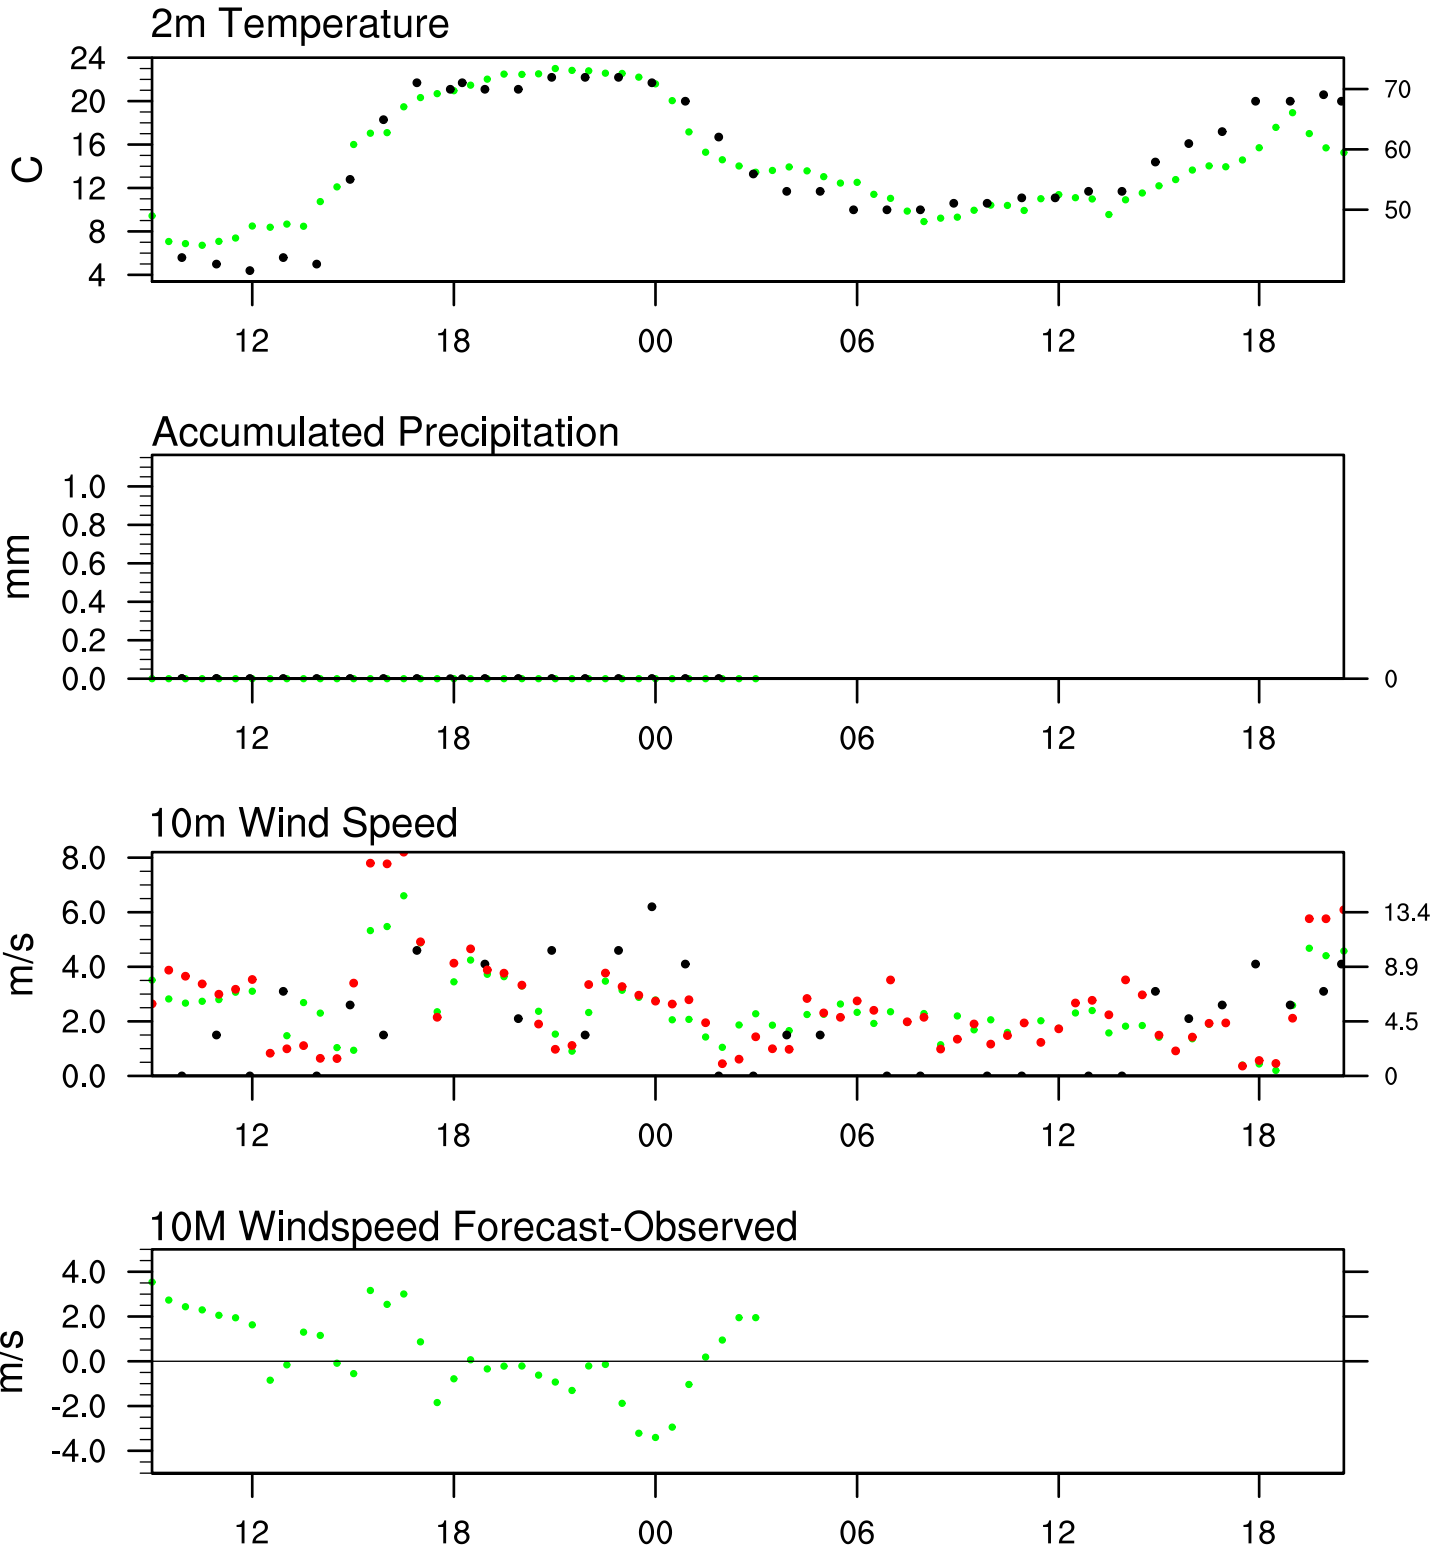 2m Temperature
24
20
16
12
8
4
C
70
60
50
12 18 00 06 12 18
Accumulated Precipitation
1.0
0.8
0.6
0.4
0.2
0.0
mm
0
12 18 00 06 12 18
10m Wind Speed
8.0
6.0
4.0
2.0
0.0
m/s
13.4
8.9
4.5
0
12 18 00 06 12 18
10M Windspeed Forecast-Observed
4.0
2.0
0.0
-2.0
-4.0
m/s
12 18 00 06 12 18